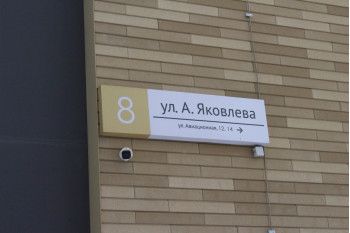 8
ул. А. Яковлева
ул. Авиационная, 12, 14 →